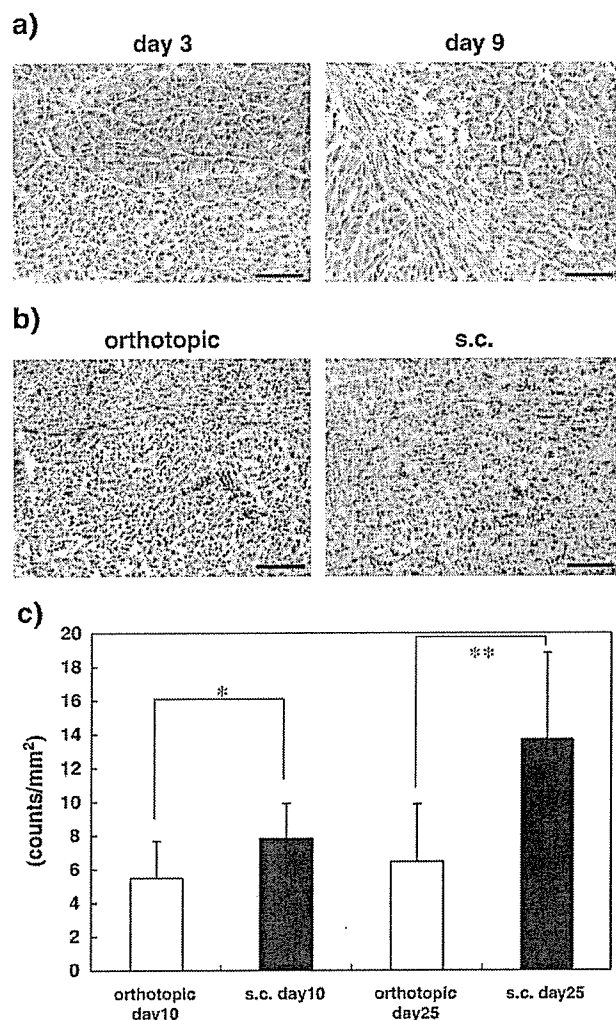 a)
day 3
day 9
b)
orthotopic
s.c.
c)
(counts/mm²)
20
18
16
14
12
10
8
6
4
2
0
*
**
orthotopic day10
s.c. day10
orthotopic day25
s.c. day25